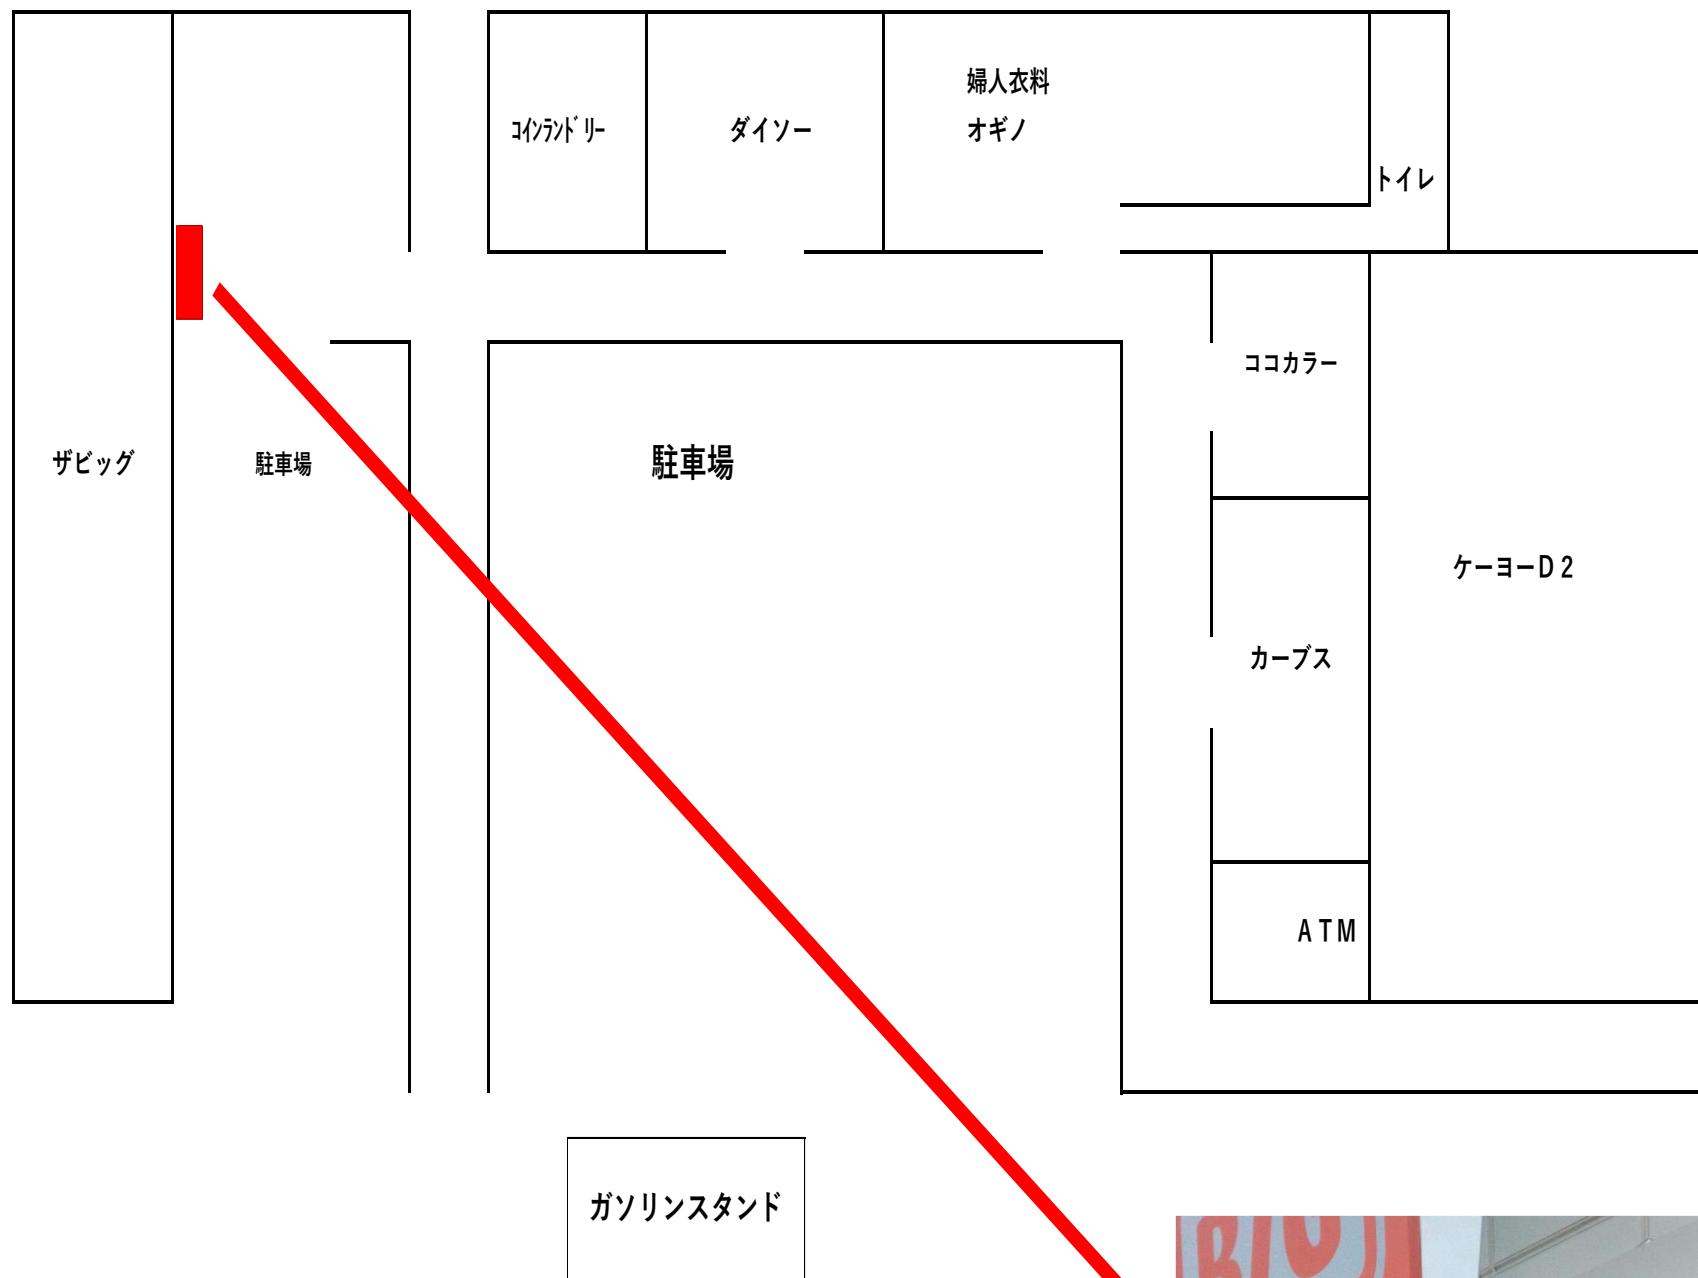 コインランドリー
ダイソー
婦人衣料
オギノ
トイレ
ココカラー
ザビッグ
駐車場
駐車場
ケーヨーD2
カーブス
ATM
ガソリンスタンド